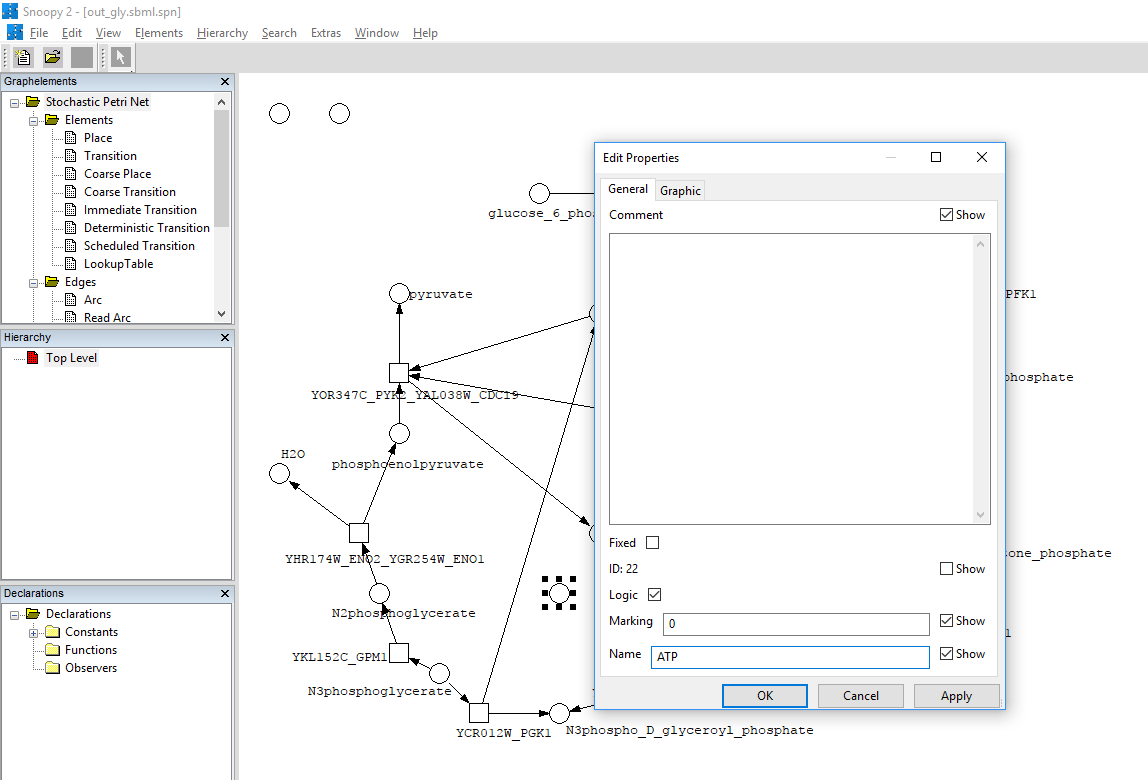 Snoopy 2 - [out_gly.sbml.spn]
File Edit View Elements Hierarchy Search Extras Window Help
Graphelements
Stochastic Petri Net
Elements
Place
Transition
Coarse Place
Coarse Transition
Immediate Transition
Deterministic Transition
Scheduled Transition
LookupTable
Edges
Arc
Read Arc
Hierarchy
Top Level
Declarations
Declarations
Constants
Functions
Observers
glucose_6_pho
pyruvate
YOR347C_PYK2_YAL038W_CDC19
phosphoenolpyruvate
H2O
YHR174W_ENO2_YGR254W_ENO1
N2phosphoglycerate
YKL152C_GPM1
N3phosphoglycerate
YCR012W_PGK1
N3phospho_D_glyceroyl_phosphate
PFK1
phosphate
one_phosphate
1
Edit Properties
General Graphic
Comment Show
Fixed
ID: 22 Show
Logic
Marking 0 Show
Name ATP Show
OK Cancel Apply